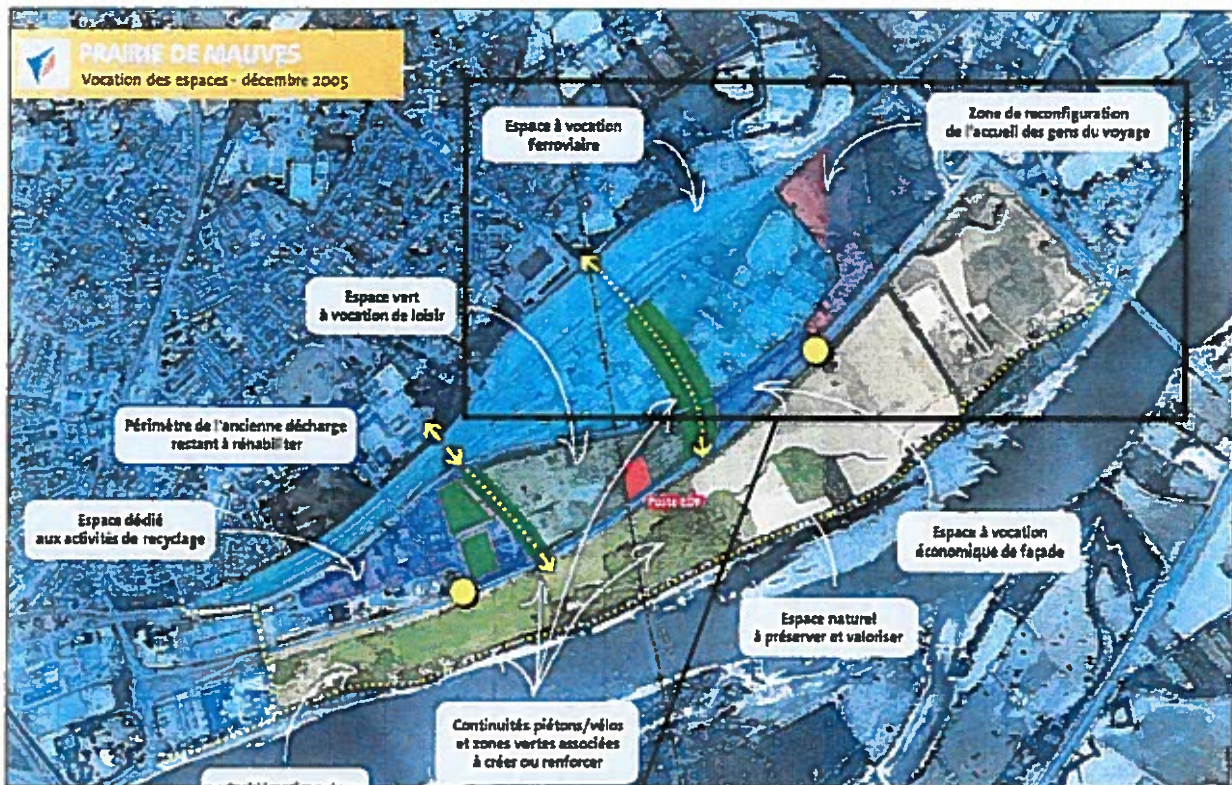 PRAIRIE DE MAUVES
Vocation des espaces - décembre 2005
Espace à vocation
ferroviaire
Zone de reconfiguration
de l'accueil des gens du voyage
Espace vert
à vocation de loisir
Périmètre de l'ancienne décharge
restant à réhabiliter
Espace dédié
aux activités de recyclage
Poste EDF
Espace à vocation
économique de façade
Espace naturel
à préserver et valoriser
Continuités piétons/vélos
et zones vertes associées
à créer ou renforcer